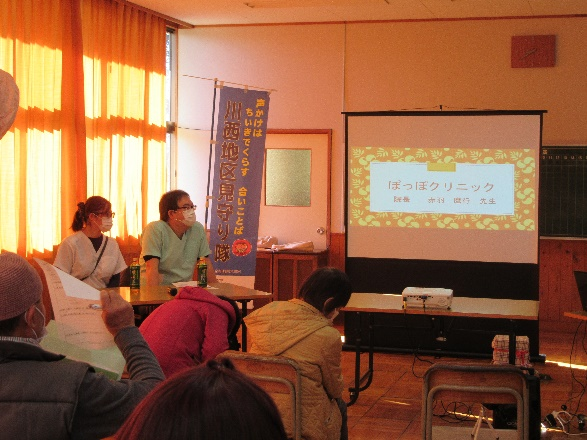 声かけは
ちいきでくらす 合いことば
川西地区見守り隊
ぽっぽクリニック
院長
先生